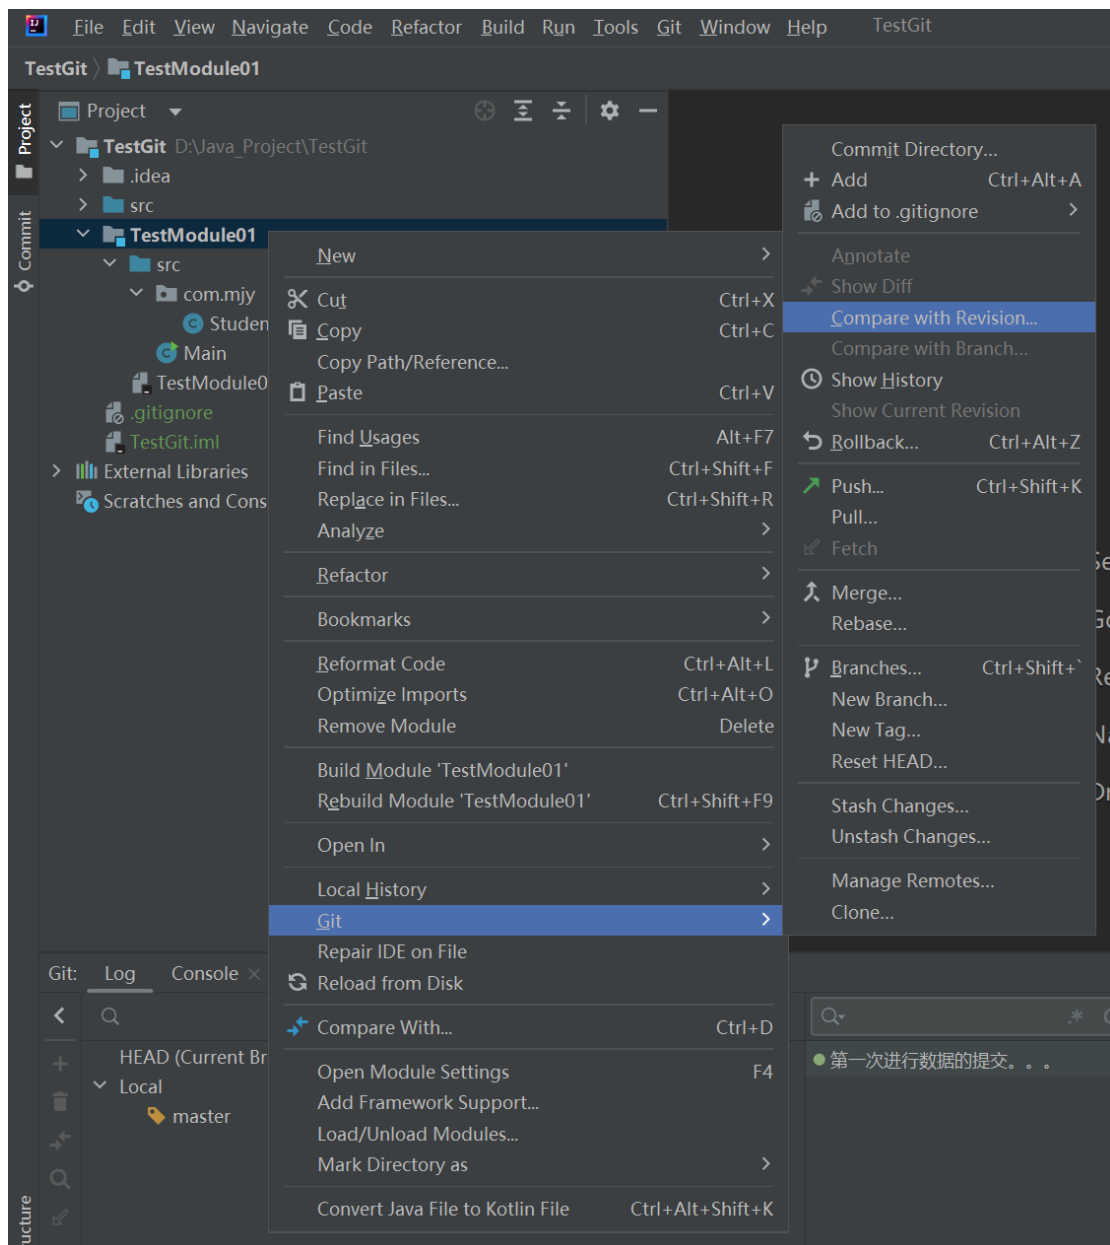 File Edit View Navigate Code Refactor Build Run Tools Git Window Help TestGit
TestGit TestModule01
Project
Commit
Project
TestGit D:\Java_Project\TestGit
.idea
src
TestModule01
src
com.mjy
Main
.gitignore
TestGit.iml
External Libraries
Scratches and
New
Cut Ctrl+X
Copy Ctrl+C
Copy Path/Reference...
Paste Ctrl+V
Find Usages Alt+F7
Find in Files... Ctrl+Shift+F
Replace in Files... Ctrl+Shift+R
Analyze
Refactor
Bookmarks
Reformat Code Ctrl+Alt+L
Optimize Imports Ctrl+Alt+O
Remove Module Delete
Build Module 'TestModule01'
Rebuild Module 'TestModule01' Ctrl+Shift+F9
Open In
Local History
Git
Repair IDE on File
Reload from Disk
Compare With... Ctrl+D
Open Module Settings F4
Add Framework Support...
Load/Unload Modules...
Mark Directory as
Convert Java File to Kotlin File Ctrl+Alt+Shift+K
Commit Directory...
Add Ctrl+Alt+A
Add to .gitignore
Annotate
Show Diff
Compare with Revision...
Compare with Branch...
Show History
Show Current Revision
Rollback... Ctrl+Alt+Z
Push... Ctrl+Shift+K
Pull...
Fetch
Merge...
Rebase...
Branches... Ctrl+Shift+`
New Branch...
New Tag...
Reset HEAD...
Stash Changes...
Unstash Changes...
Manage Remotes...
Clone...
Git: Log Console
HEAD (Current
Local
master
第一次进行数据的提交。。。